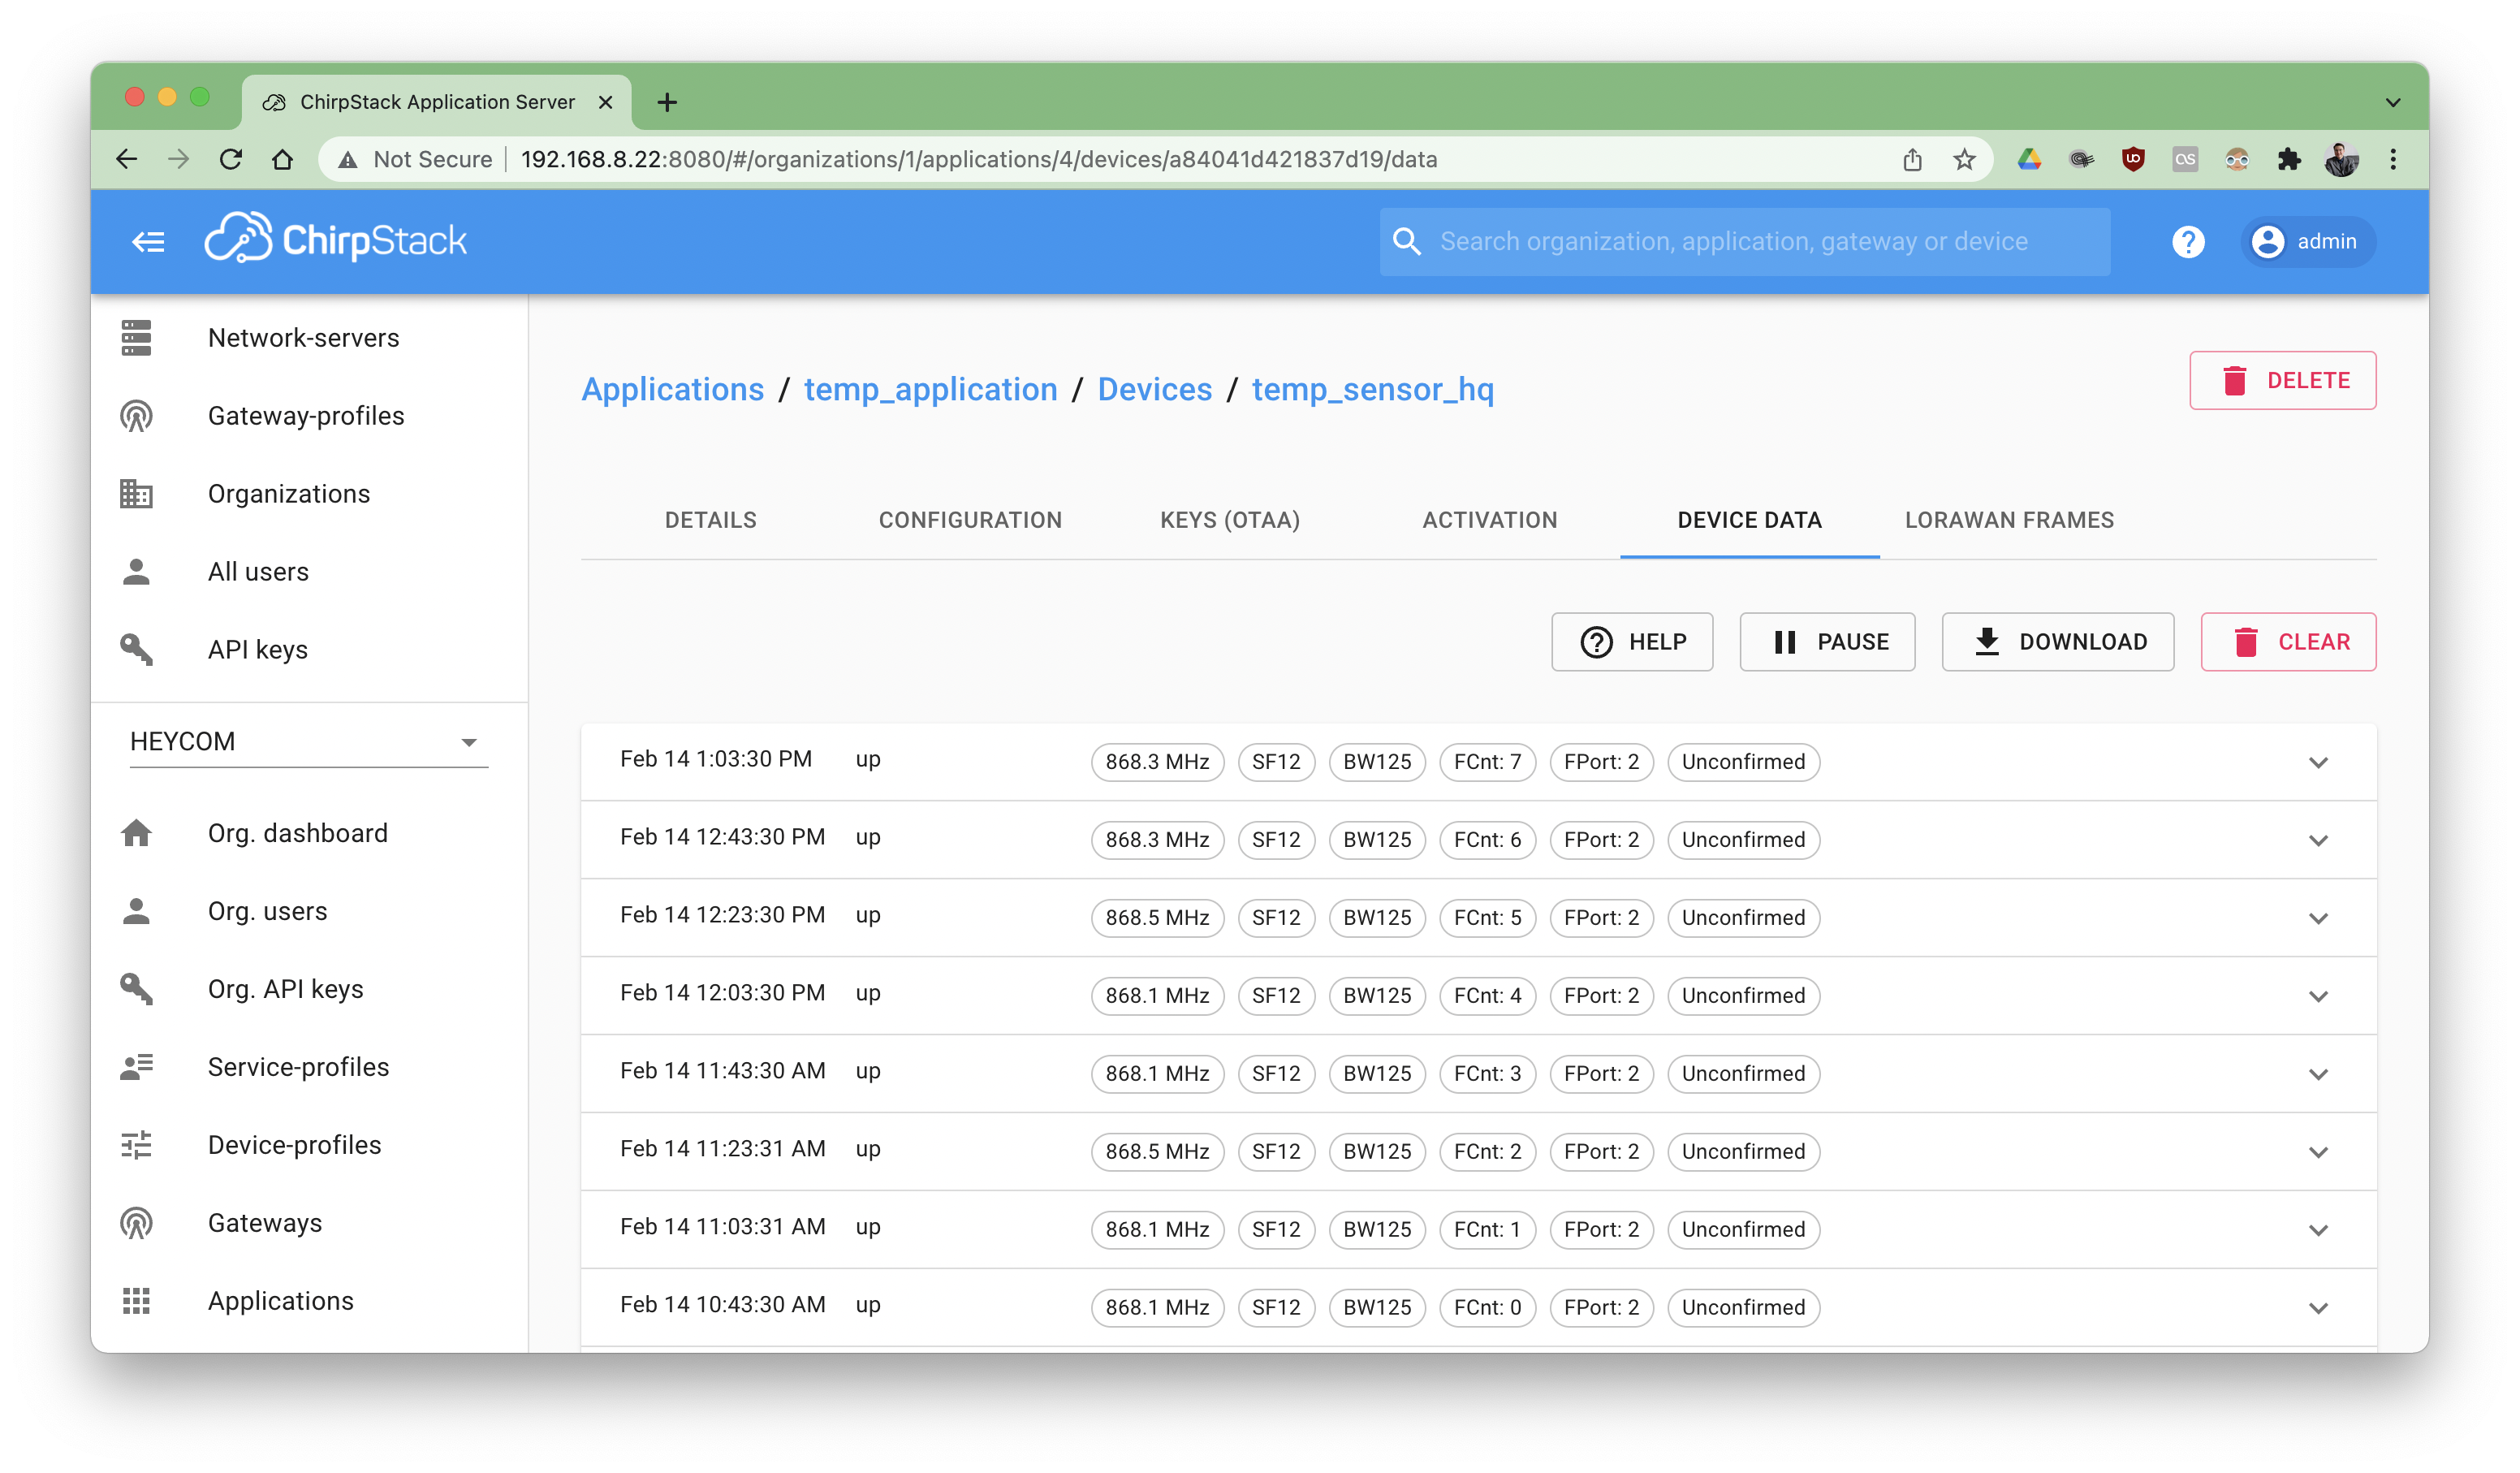 ChirpStack Application Server
Not Secure 192.168.8.22:8080/#/organizations/1/applications/4/devices/a84041d421837d19/data
ChirpStack
Search organization, application, gateway or device
? admin
Network-servers
Gateway-profiles
Organizations
All users
API keys
HEYCOM
Org. dashboard
Org. users
Org. API keys
Service-profiles
Device-profiles
Gateways
Applications
Applications / temp_application / Devices / temp_sensor_hq
DELETE
DETAILS CONFIGURATION KEYS (OTAA) ACTIVATION DEVICE DATA LORAWAN FRAMES
? HELP PAUSE DOWNLOAD CLEAR
Feb 14 1:03:30 PM up 868.3 MHz SF12 BW125 FCnt: 7 FPort: 2 Unconfirmed
Feb 14 12:43:30 PM up 868.3 MHz SF12 BW125 FCnt: 6 FPort: 2 Unconfirmed
Feb 14 12:23:30 PM up 868.5 MHz SF12 BW125 FCnt: 5 FPort: 2 Unconfirmed
Feb 14 12:03:30 PM up 868.1 MHz SF12 BW125 FCnt: 4 FPort: 2 Unconfirmed
Feb 14 11:43:30 AM up 868.1 MHz SF12 BW125 FCnt: 3 FPort: 2 Unconfirmed
Feb 14 11:23:31 AM up 868.5 MHz SF12 BW125 FCnt: 2 FPort: 2 Unconfirmed
Feb 14 11:03:31 AM up 868.1 MHz SF12 BW125 FCnt: 1 FPort: 2 Unconfirmed
Feb 14 10:43:30 AM up 868.1 MHz SF12 BW125 FCnt: 0 FPort: 2 Unconfirmed